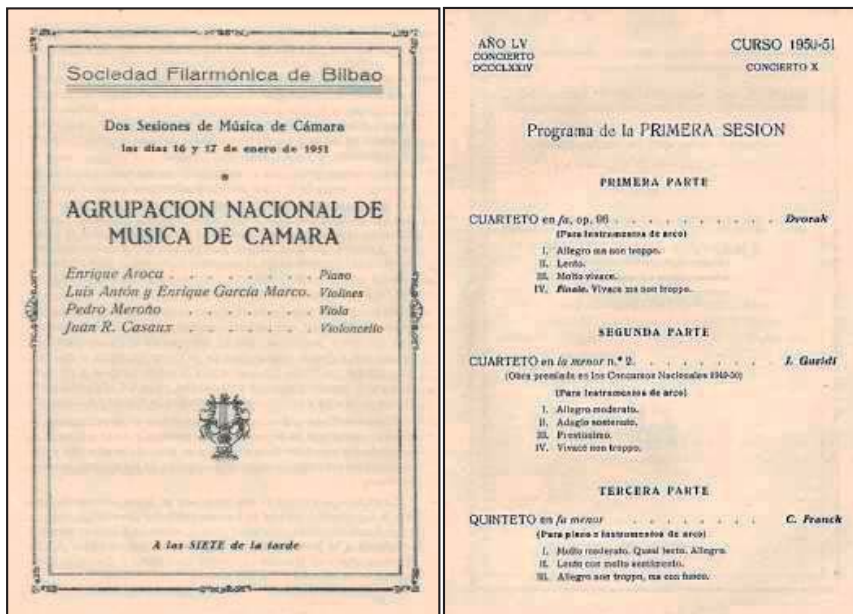 Sociedad Filarmónica de Bilbao
Dos Sesiones de Música de Cámara
los días 16 y 17 de enero de 1951
AGRUPACION NACIONAL DE
MUSICA DE CAMARA
Enrique Aroca . . . . . . . . Piano
Luis Antón y Enrique García Marco. Violines
Pedro Meroño . . . . . . Viola
Juan R. Casaux . . . . . . Violoncello
A las SIETE de la tarde
AÑO LV
CONCIERTO
DCCCLXXIV
CURSO 1950-51
CONCIERTO X
Programa de la PRIMERA SESION
PRIMERA PARTE
CUARTETO en fa, op. 96 . . . . . . . . . . Dvorak
(Para instrumentos de arco)
I. Allegro ma non troppo.
II. Lento.
III. Molto vivace.
IV. Finale. Vivace ma non troppo.
SEGUNDA PARTE
CUARTETO en la menor n.º 2. . . . . . . . J. Guridi
(Obra premiada en los Concursos Nacionales 1949-50)
(Para instrumentos de arco)
I. Allegro moderato.
II. Adagio sostenuto.
III. Prestissimo.
IV. Vivace non troppo.
TERCERA PARTE
QUINTETO en fa menor . . . . . . . . C. Franck
(Para piano e instrumentos de arco)
I. Molto moderato. Quasi lento. Allegro.
II. Lento con molto sentimento.
III. Allegro non troppo, ma con fuoco.